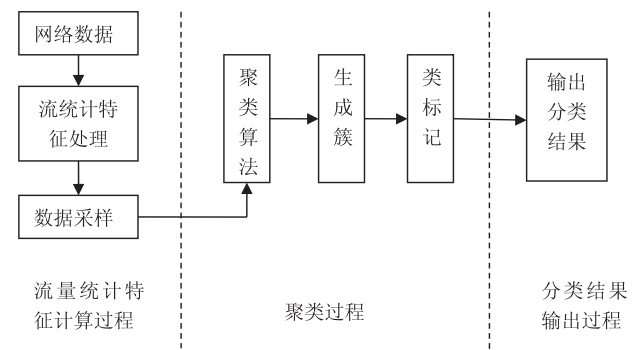 网络数据
流统计特
征处理
数据采样
聚
类
算
法
生
成
簇
类
标
记
输出
分类
结果
流量统计特
征计算过程
聚类过程
分类结果
输出过程